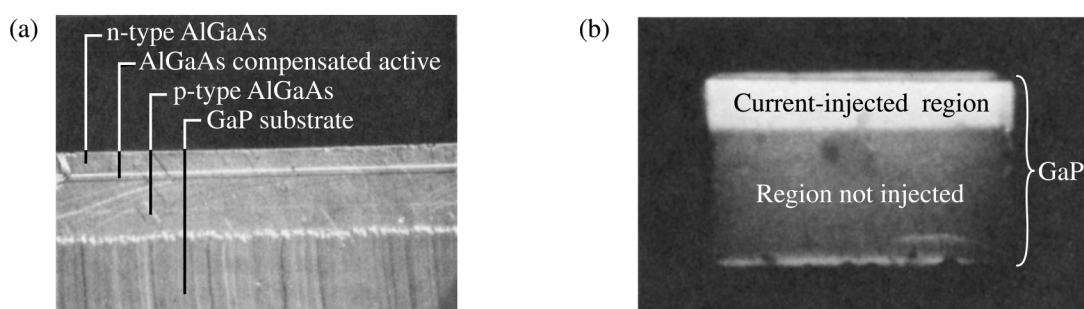 (a)
n-type AlGaAs
AlGaAs compensated active
p-type AlGaAs
GaP substrate
(b)
Current-injected region
Region not injected
GaP